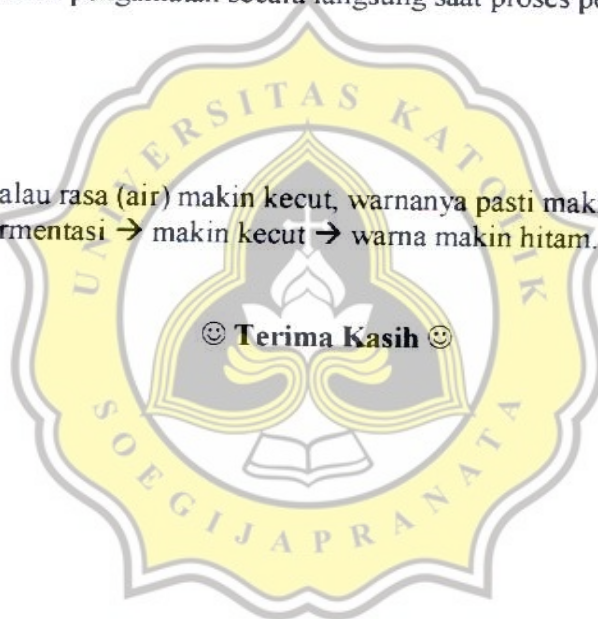 pengamatan secara langsung saat proses
alau rasa (air) makin kecut, warnanya pasti mak
rmentasi → makin kecut → warna makin hitam.
☺ Terima Kasih ☺
UNIVERSITAS KATOLIK
SOEGIJAPRANATA